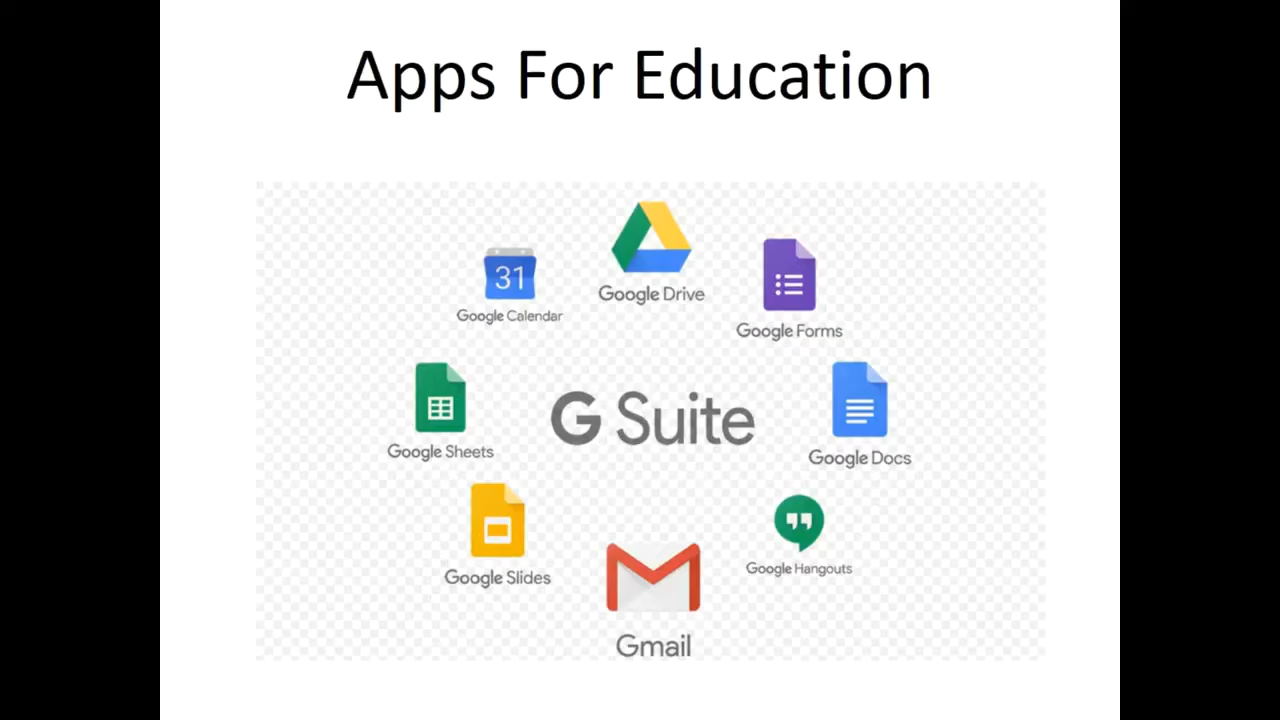 Apps For Education
Google Drive
31
Google Calendar
Google Forms
Google Sheets
G Suite
Google Docs
Google Slides
Google Hangouts
Gmail